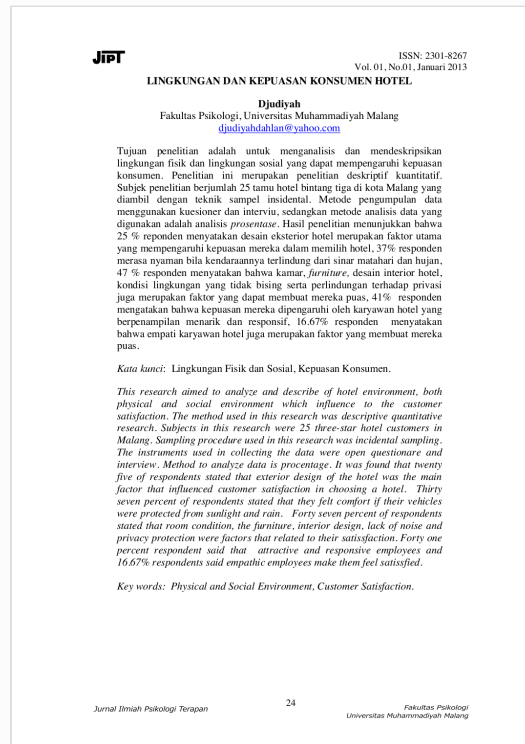 JIPT
ISSN: 2301-8267
Vol. 01, No.01, Januari 2013
LINGKUNGAN DAN KEPUASAN KONSUMEN HOTEL
Djudiyah
Fakultas Psikologi, Universitas Muhammadiyah Malang
djudiyahdahlan@yahoo.com
Tujuan penelitian adalah untuk menganalisis dan mendeskripsikan
lingkungan fisik dan lingkungan sosial yang dapat mempengaruhi kepuasan
konsumen. Penelitian ini merupakan penelitian deskriptif kuantitatif.
Subjek penelitian berjumlah 25 tamu hotel bintang tiga di kota Malang yang
diambil dengan teknik sampel insidental. Metode pengumpulan data
menggunakan kuesioner dan interviu, sedangkan metode analisis data yang
digunakan adalah analisis prosentase. Hasil penelitian menunjukkan bahwa
25 % reponden menyatakan desain eksterior hotel merupakan faktor utama
yang mempengaruhi kepuasan mereka dalam memilih hotel, 37% responden
merasa nyaman bila kendaraannya terlindung dari sinar matahari dan hujan,
47 % responden menyatakan bahwa kamar, furniture, desain interior hotel,
kondisi lingkungan yang tidak bising serta perlindungan terhadap privasi
juga merupakan faktor yang dapat membuat mereka puas, 41% responden
mengatakan bahwa kepuasan mereka dipengaruhi oleh karyawan hotel yang
berpenampilan menarik dan responsif, 16.67% responden menyatakan
bahwa empati karyawan hotel juga merupakan faktor yang membuat mereka
puas.
Kata kunci: Lingkungan Fisik dan Sosial, Kepuasan Konsumen.
This research aimed to analyze and describe of hotel environment, both
physical and social environment which influence to the customer
satisfaction. The method used in this research was descriptive quantitative
research. Subjects in this research were 25 three-star hotel customers in
Malang. Sampling procedure used in this research was incidental sampling.
The instruments used in collecting the data were open questionare and
interview. Method to analyze data is procentage. It was found that twenty
five of respondents stated that exterior design of the hotel was the main
factor that influenced customer satisfaction in choosing a hotel. Thirty
seven percent of respondents stated that they felt comfort if their vehicles
were protected from sunlight and rain. Forty seven percent of respondents
stated that room condition, the furniture, interior design, lack of noise and
privacy protection were factors that related to their satissfaction. Forty one
percent respondent said that attractive and responsive employees and
16.67% respondents said empathic employees make them feel satissfied.
Key words: Physical and Social Environment, Customer Satisfaction.
24
Jurnal Ilmiah Psikologi Terapan
Fakultas Psikologi
Universitas Muhammadiyah Malang